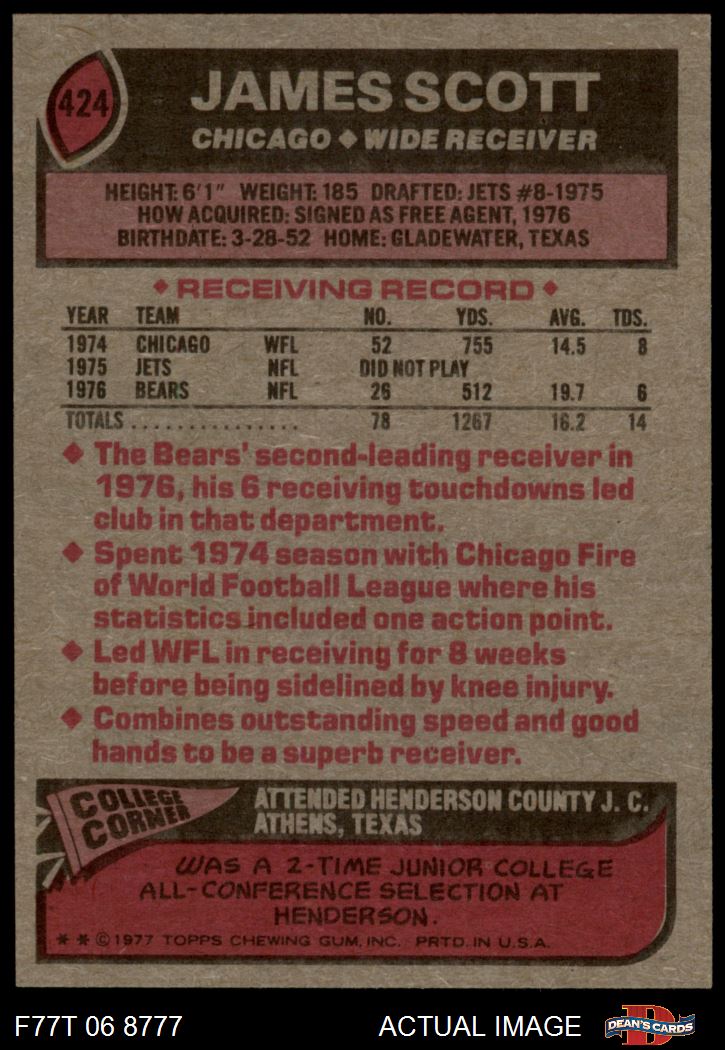 424
JAMES SCOTT
CHICAGO ◆ WIDE RECEIVER
HEIGHT: 6'1" WEIGHT: 185 DRAFTED: JETS #8-1975
HOW ACQUIRED: SIGNED AS FREE AGENT, 1976
BIRTHDATE: 3-28-52 HOME: GLADEWATER, TEXAS
◆ RECEIVING RECORD ◆
YEAR TEAM NO. YDS. AVG. TDS.
1974 CHICAGO WFL 52 755 14.5 8
1975 JETS NFL DID NOT PLAY
1976 BEARS NFL 26 512 19.7 6
TOTALS ............... 78 1267 16.2 14
◆ The Bears' second-leading receiver in
1976, his 6 receiving touchdowns led
club in that department.
◆ Spent 1974 season with Chicago Fire
of World Football League where his
statistics included one action point.
◆ Led WFL in receiving for 8 weeks
before being sidelined by knee injury.
◆ Combines outstanding speed and good
hands to be a superb receiver.
COLLEGE
CORNER
ATTENDED HENDERSON COUNTY J. C.
ATHENS, TEXAS
WAS A 2-TIME JUNIOR COLLEGE
ALL-CONFERENCE SELECTION AT
HENDERSON.
* * © 1977 TOPPS CHEWING GUM, INC. PRTD. IN U.S.A.
F77T 06 8777
ACTUAL IMAGE
D
DEAN'S CARDS